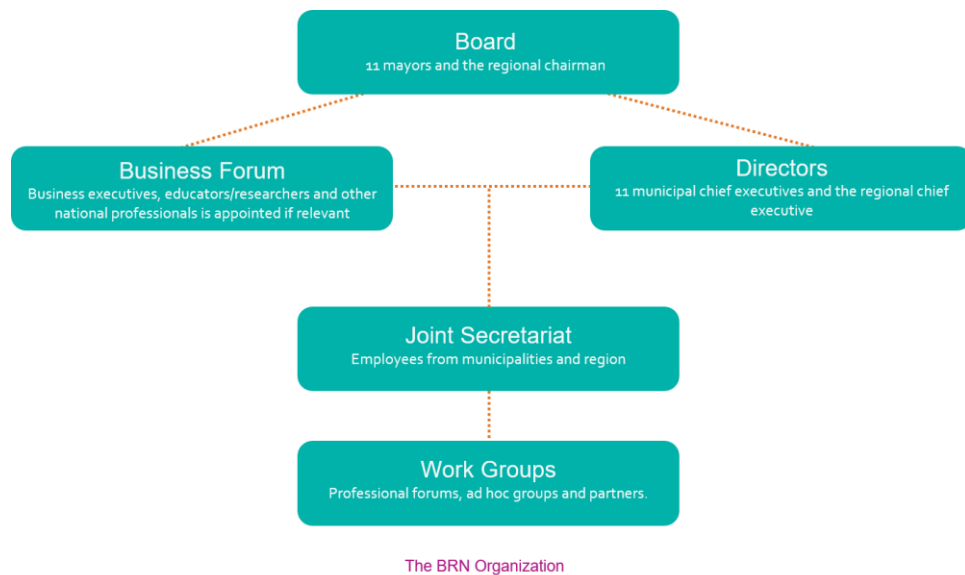 Board
11 mayors and the regional chairman
Business Forum
Business executives, educators/researchers and other
national professionals is appointed if relevant
Directors
11 municipal chief executives and the regional chief
executive
Joint Secretariat
Employees from municipalities and region
Work Groups
Professional forums, ad hoc groups and partners.
The BRN Organization